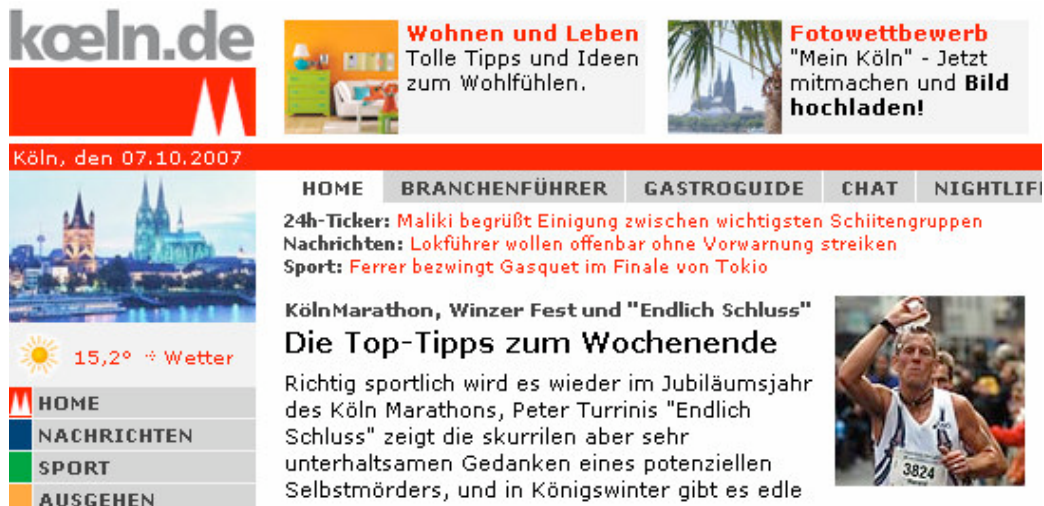 kœln.de
Wohnen und Leben
Tolle Tipps und Ideen
zum Wohlfühlen.
Fotowettbewerb
"Mein Köln" - Jetzt
mitmachen und Bild
hochladen!
Köln, den 07.10.2007
HOME BRANCHENFÜHRER GASTROGUIDE CHAT NIGHTLIF
24h-Ticker: Maliki begrüßt Einigung zwischen wichtigsten Schiitengruppen
Nachrichten: Lokführer wollen offenbar ohne Vorwarnung streiken
Sport: Ferrer bezwingt Gasquet im Finale von Tokio
15,2° Wetter
HOME
NACHRICHTEN
SPORT
AUSGEHEN
KölnMarathon, Winzer Fest und "Endlich Schluss"
Die Top-Tipps zum Wochenende
Richtig sportlich wird es wieder im Jubiläumsjahr
des Köln Marathons, Peter Turrinis "Endlich
Schluss" zeigt die skurrilen aber sehr
unterhaltsamen Gedanken eines potenziellen
Selbstmörders, und in Königswinter gibt es edle
3824